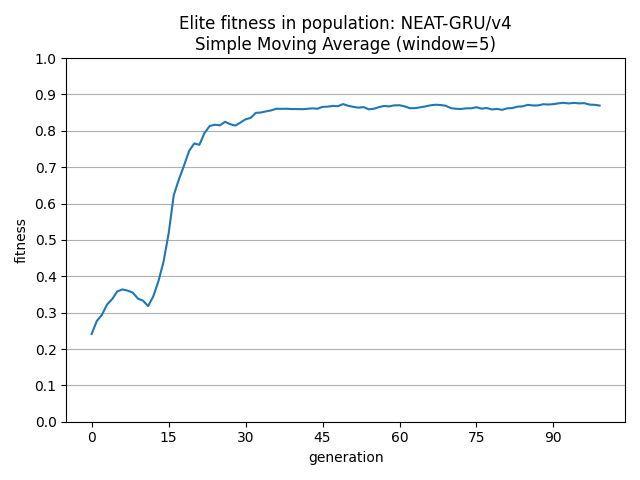 Elite fitness in population: NEAT-GRU/v4
Simple Moving Average (window=5)
1.0
0.9
0.8
0.7
0.6
0.5
0.4
0.3
0.2
0.1
0.0
fitness
0 15 30 45 60 75 90
generation